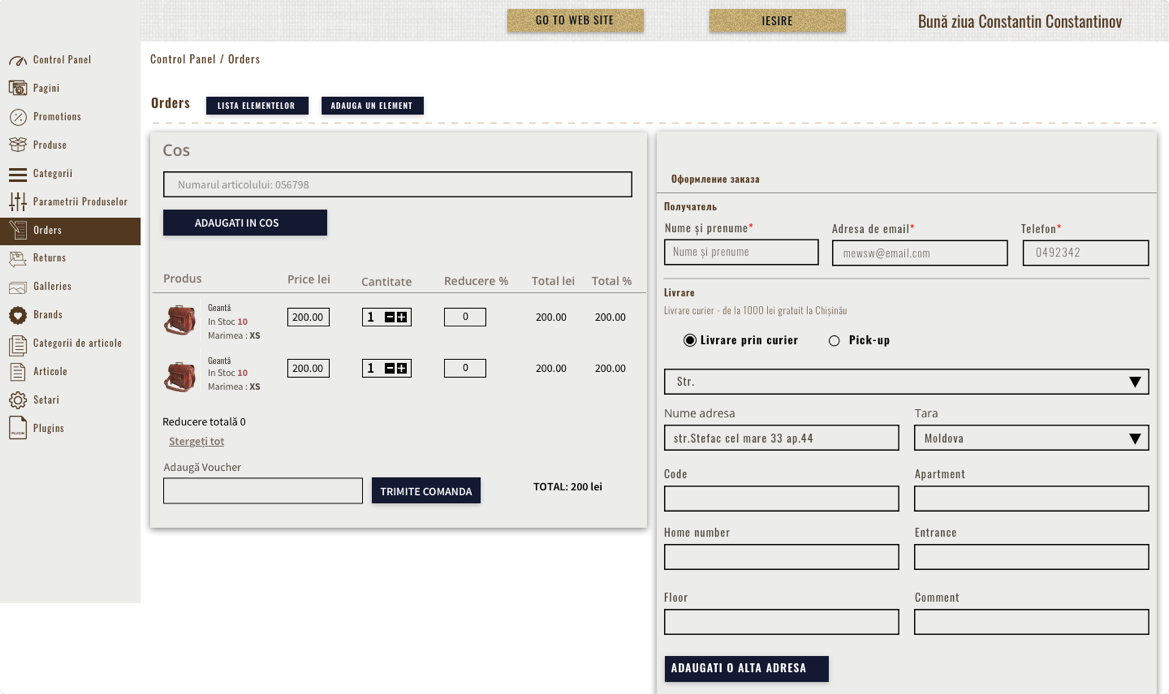 GO TO WEB SITE
IESIRE
Bună ziua Constantin Constantinov
Control Panel
Pagini
Promotions
Produse
Categorii
Parametrii Produselor
Orders
Returns
Galleries
Brands
Categorii de articole
Articole
Setari
Plugins
Control Panel / Orders
Orders
LISTA ELEMENTELOR
ADAUGA UN ELEMENT
Cos
Numarul articolului: 056798
ADAUGATI IN COS
Produs Price lei Cantitate Reducere % Total lei Total %
Geantă
In Stoc 10
Marimea : XS
200.00 1 0 200.00 200.00
Geantă
In Stoc 10
Marimea : XS
200.00 1 0 200.00 200.00
Reducere totală 0
Stergeți tot
Adaugă Voucher
TRIMITE COMANDA
TOTAL: 200 lei
Оформление заказа
Получатель
Nume și prenume* Adresa de email* Telefon*
Nume și prenume mewsw@email.com 0492342
Livrare
Livrare curier - de la 1000 lei gratuit la Chișinău
Livrare prin curier Pick-up
Str.
Nume adresa Tara
str.Stefac cel mare 33 ap.44 Moldova
Code Apartment
Home number Entrance
Floor Comment
ADAUGATI O ALTA ADRESA